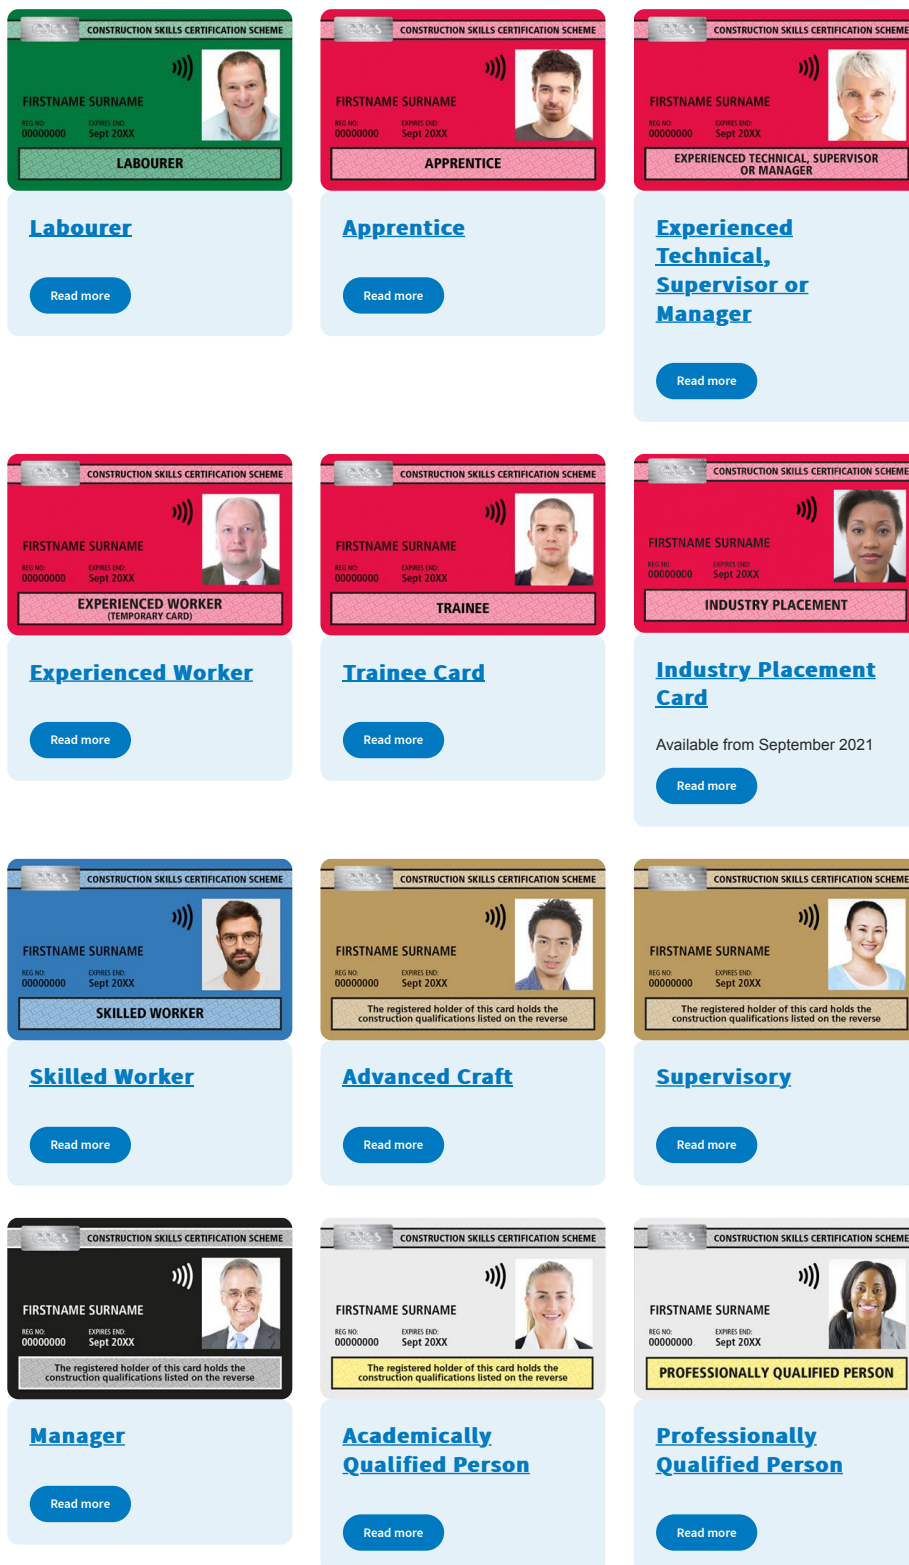 CONSTRUCTION SKILLS CERTIFICATION SCHEME
FIRSTNAME SURNAME
REG NO: EXPIRES END:
00000000 Sept 20XX
LABOURER
Labourer
Read more
CONSTRUCTION SKILLS CERTIFICATION SCHEME
FIRSTNAME SURNAME
REG NO: EXPIRES END:
00000000 Sept 20XX
APPRENTICE
Apprentice
Read more
CONSTRUCTION SKILLS CERTIFICATION SCHEME
FIRSTNAME SURNAME
REG NO: EXPIRES END:
00000000 Sept 20XX
EXPERIENCED TECHNICAL, SUPERVISOR
OR MANAGER
Experienced
Technical,
Supervisor or
Manager
Read more
CONSTRUCTION SKILLS CERTIFICATION SCHEME
FIRSTNAME SURNAME
REG NO: EXPIRES END:
00000000 Sept 20XX
EXPERIENCED WORKER
(TEMPORARY CARD)
Experienced Worker
Read more
CONSTRUCTION SKILLS CERTIFICATION SCHEME
FIRSTNAME SURNAME
REG NO: EXPIRES END:
00000000 Sept 20XX
TRAINEE
Trainee Card
Read more
CONSTRUCTION SKILLS CERTIFICATION SCHEME
FIRSTNAME SURNAME
REG NO: EXPIRES END:
00000000 Sept 20XX
INDUSTRY PLACEMENT
Industry Placement
Card
Available from September 2021
Read more
CONSTRUCTION SKILLS CERTIFICATION SCHEME
FIRSTNAME SURNAME
REG NO: EXPIRES END:
00000000 Sept 20XX
SKILLED WORKER
Skilled Worker
Read more
CONSTRUCTION SKILLS CERTIFICATION SCHEME
FIRSTNAME SURNAME
REG NO: EXPIRES END:
00000000 Sept 20XX
The registered holder of this card holds the
construction qualifications listed on the reverse
Advanced Craft
Read more
CONSTRUCTION SKILLS CERTIFICATION SCHEME
FIRSTNAME SURNAME
REG NO: EXPIRES END:
00000000 Sept 20XX
The registered holder of this card holds the
construction qualifications listed on the reverse
Supervisory
Read more
CONSTRUCTION SKILLS CERTIFICATION SCHEME
FIRSTNAME SURNAME
REG NO: EXPIRES END:
00000000 Sept 20XX
The registered holder of this card holds the
construction qualifications listed on the reverse
Manager
Read more
CONSTRUCTION SKILLS CERTIFICATION SCHEME
FIRSTNAME SURNAME
REG NO: EXPIRES END:
00000000 Sept 20XX
The registered holder of this card holds the
construction qualifications listed on the reverse
Academically
Qualified Person
Read more
CONSTRUCTION SKILLS CERTIFICATION SCHEME
FIRSTNAME SURNAME
REG NO: EXPIRES END:
00000000 Sept 20XX
PROFESSIONALLY QUALIFIED PERSON
Professionally
Qualified Person
Read more